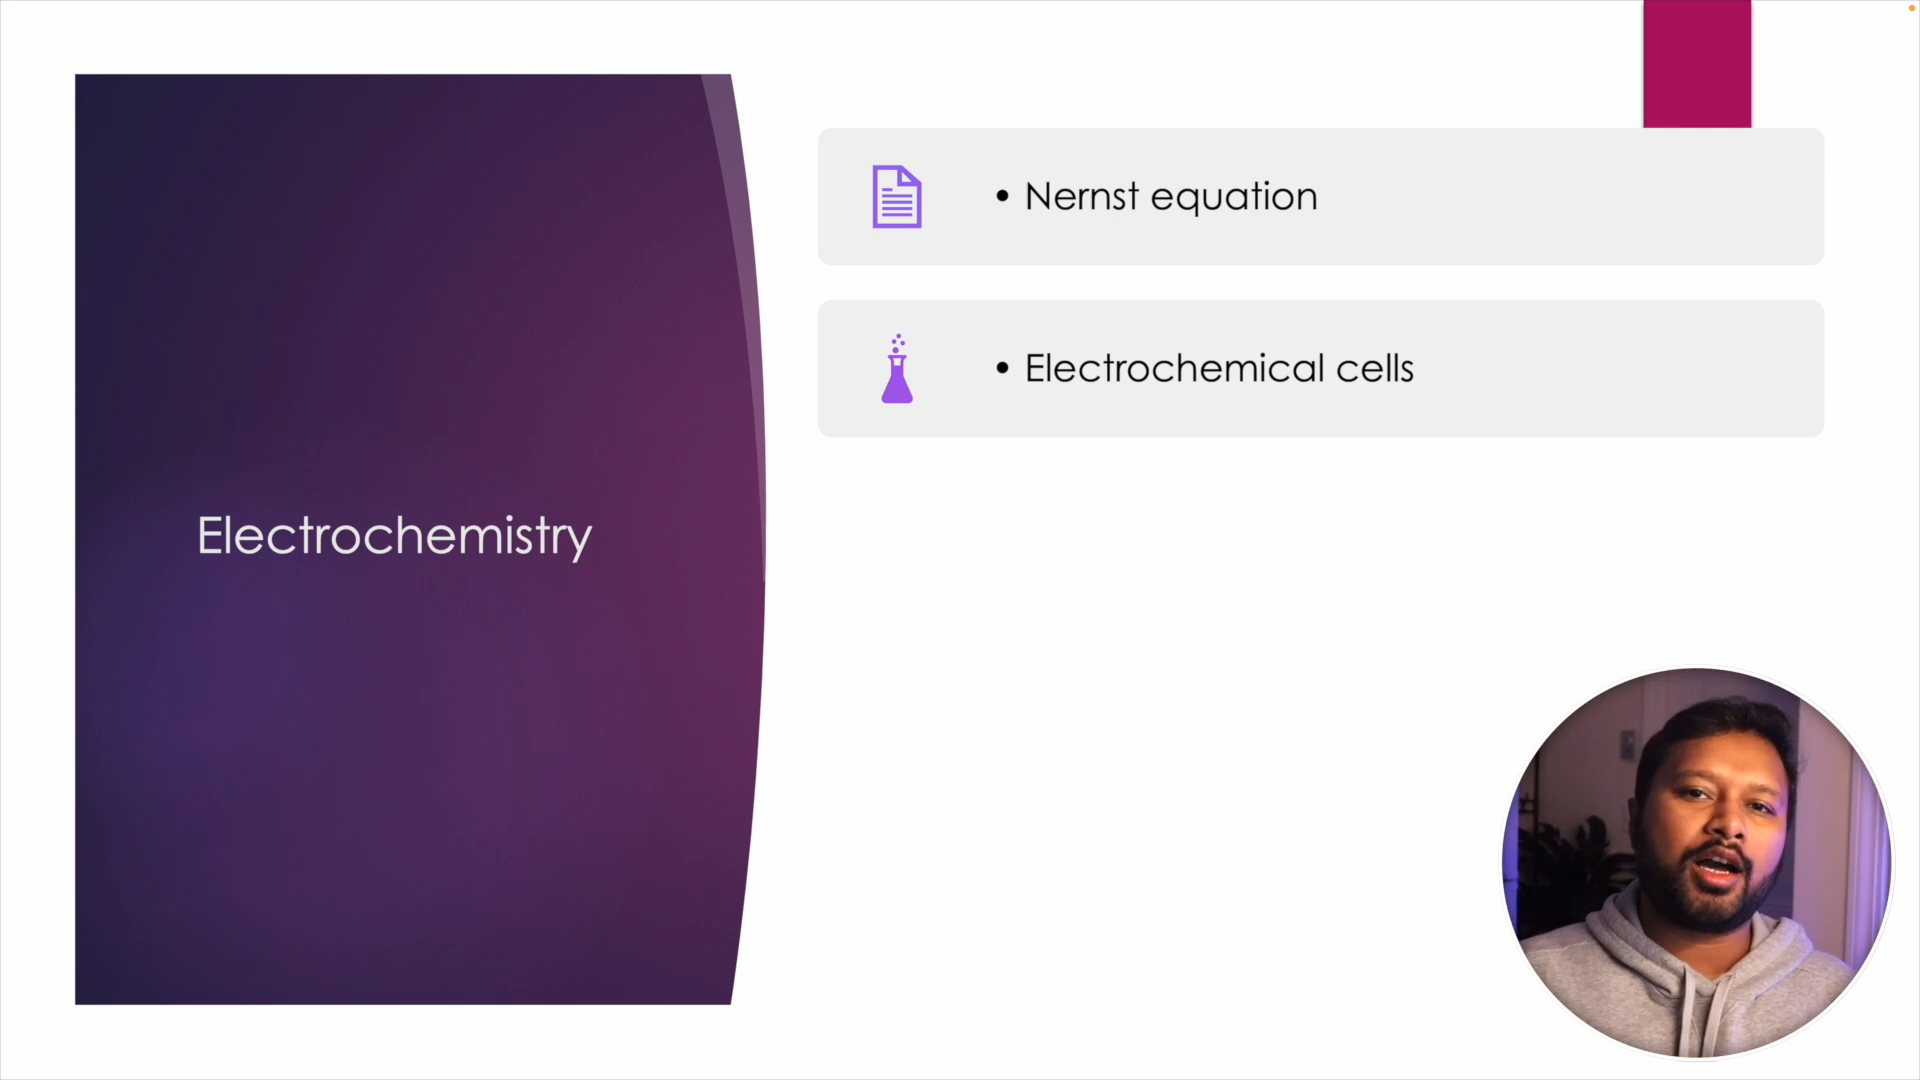 Electrochemistry
• Nernst equation
• Electrochemical cells